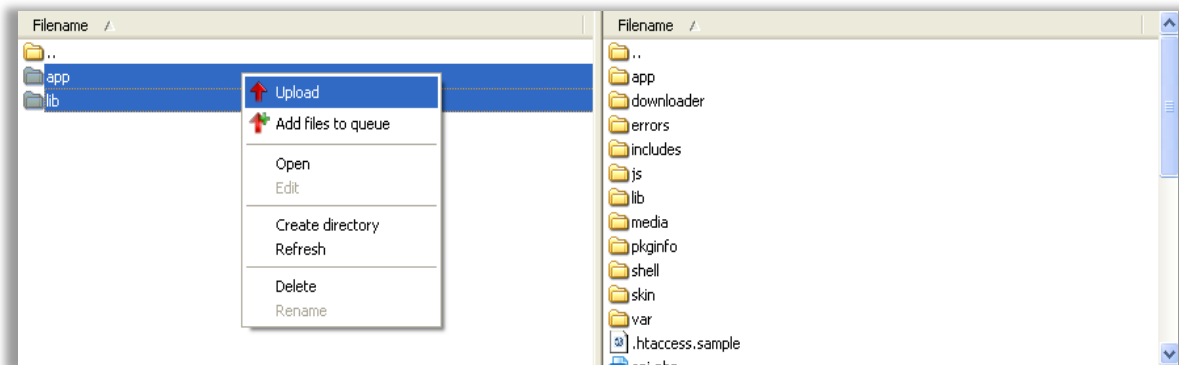 Filename
..
app
lib
Upload
Add files to queue
Open
Edit
Create directory
Refresh
Delete
Rename
Filename
..
app
downloader
errors
includes
js
lib
media
pkginfo
shell
skin
var
.htaccess.sample